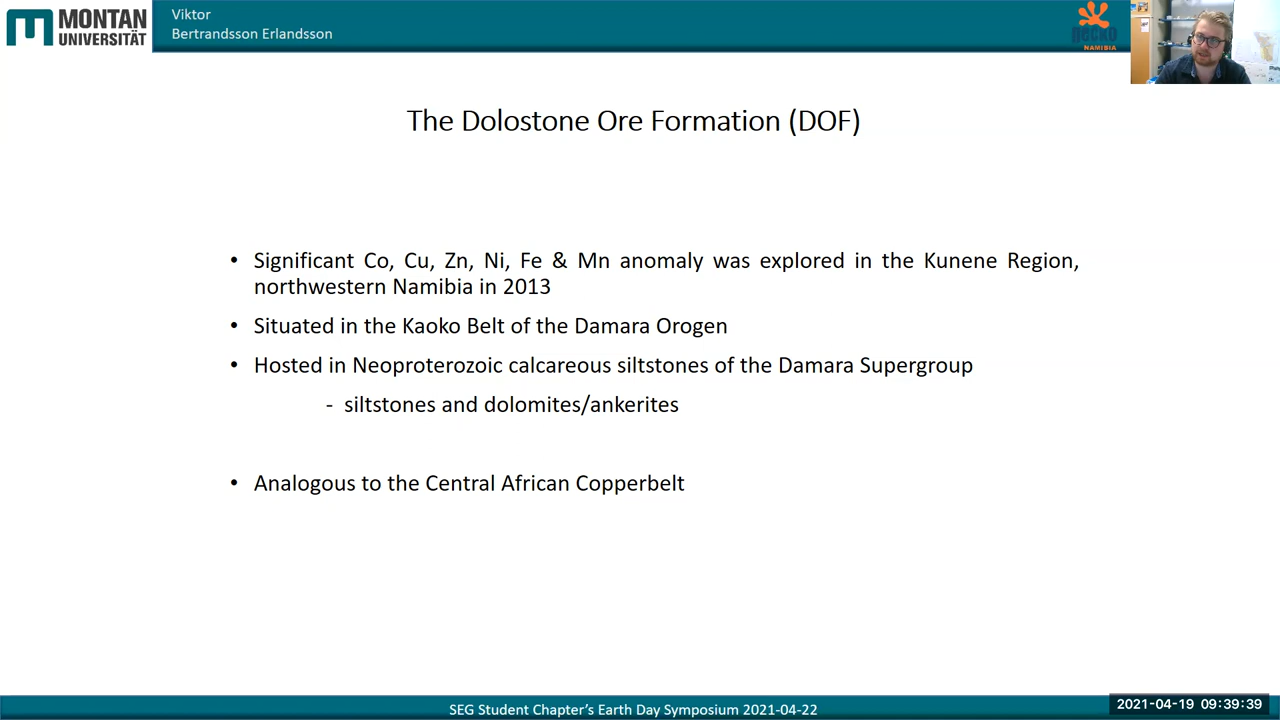 MONTAN
UNIVERSITÄT
Viktor
Bertrandsson Erlandsson
gecko
NAMIBIA
The Dolostone Ore Formation (DOF)
• Significant Co, Cu, Zn, Ni, Fe & Mn anomaly was explored in the Kunene Region,
northwestern Namibia in 2013
• Situated in the Kaoko Belt of the Damara Orogen
• Hosted in Neoproterozoic calcareous siltstones of the Damara Supergroup
- siltstones and dolomites/ankerites
• Analogous to the Central African Copperbelt
SEG Student Chapter's Earth Day Symposium 2021-04-22
2021-04-19 09:39:39